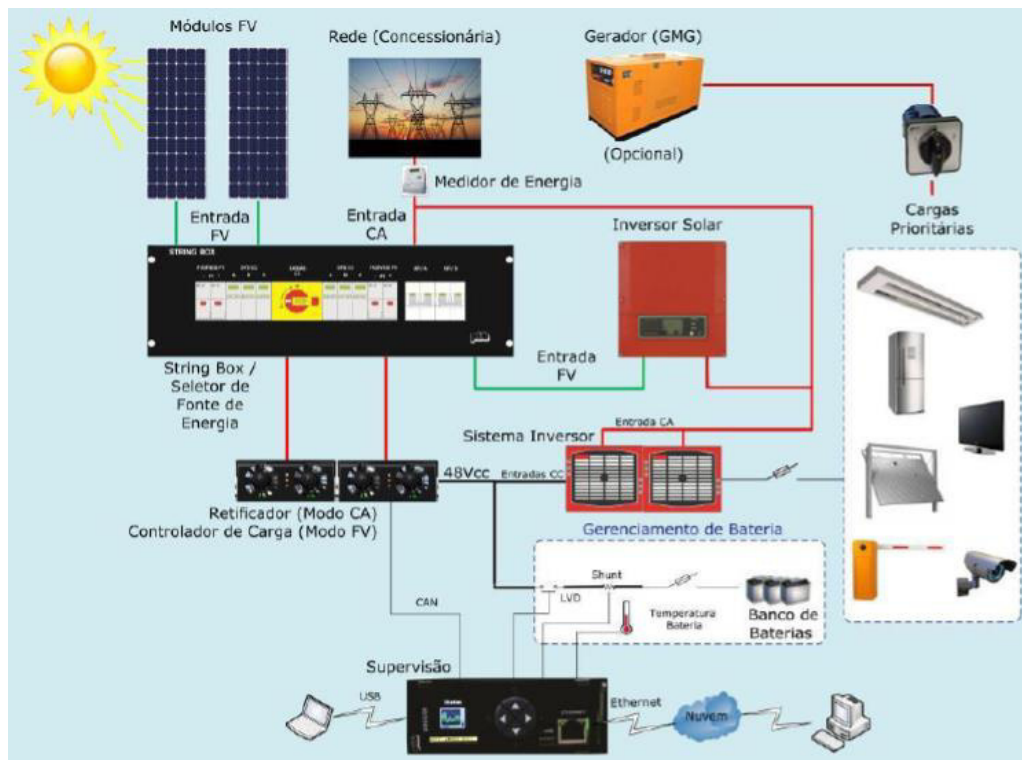 Módulos FV
Rede (Concessionária)
Gerador (GMG)
(Opcional)
Medidor de Energia
Cargas
Prioritárias
Entrada
FV
Entrada
CA
Inversor Solar
STRING BOX
String Box /
Seletor de
Fonte de
Energia
Entrada
FV
Entrada CA
Sistema Inversor
48Vcc
Entradas CC
Retificador (Modo CA)
Controlador de Carga (Modo FV)
Gerenciamento de Bateria
Shunt
LVD
CAN
Temperatura
Bateria
Banco de
Baterias
Supervisão
USB
Ethernet
Nuvem